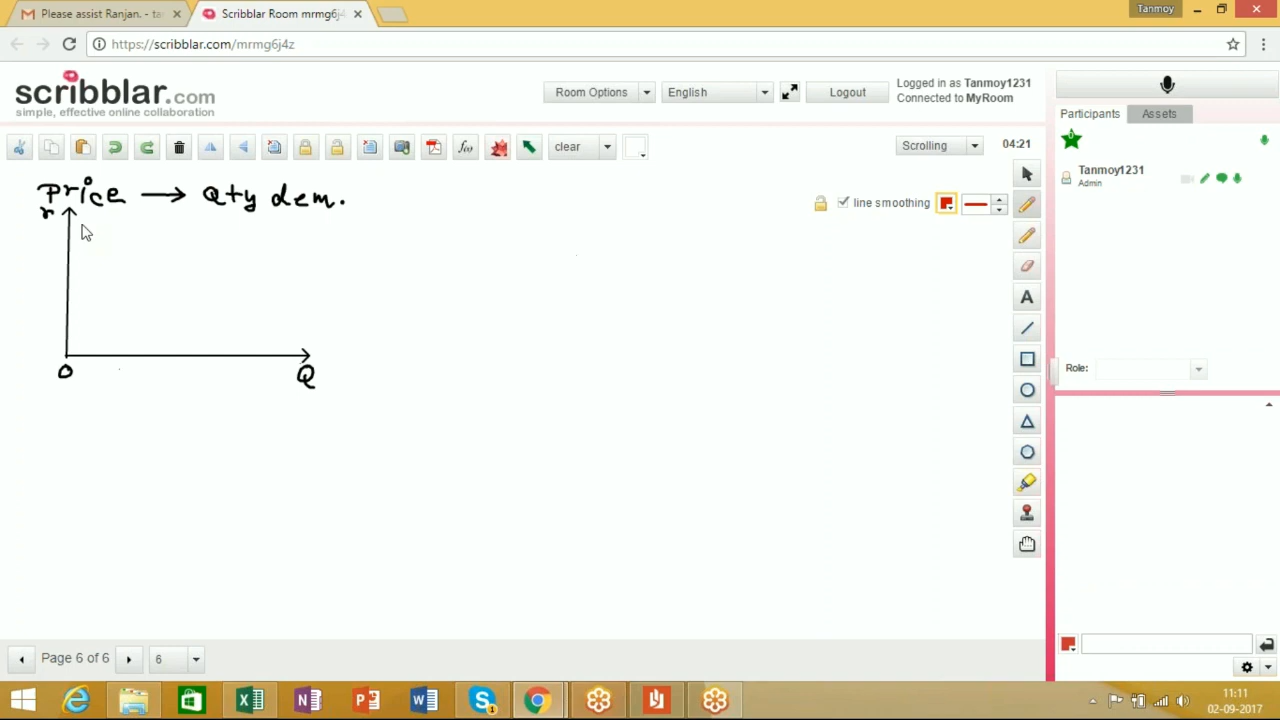 Please assist Ranjan. - ta
Scribblar Room mrmg6j4
Tanmoy
https://scribblar.com/mrmg6j4z
scribblar.com
simple, effective online collaboration
Room Options
English
Logout
Logged in as Tanmoy1231
Connected to MyRoom
f(x)
clear
Scrolling
04:21
Participants
Assets
Price → Qty dem.
line smoothing
Tanmoy1231
Admin
A
O
Q
Role:
Page 6 of 6
6
11:11
02-09-2017